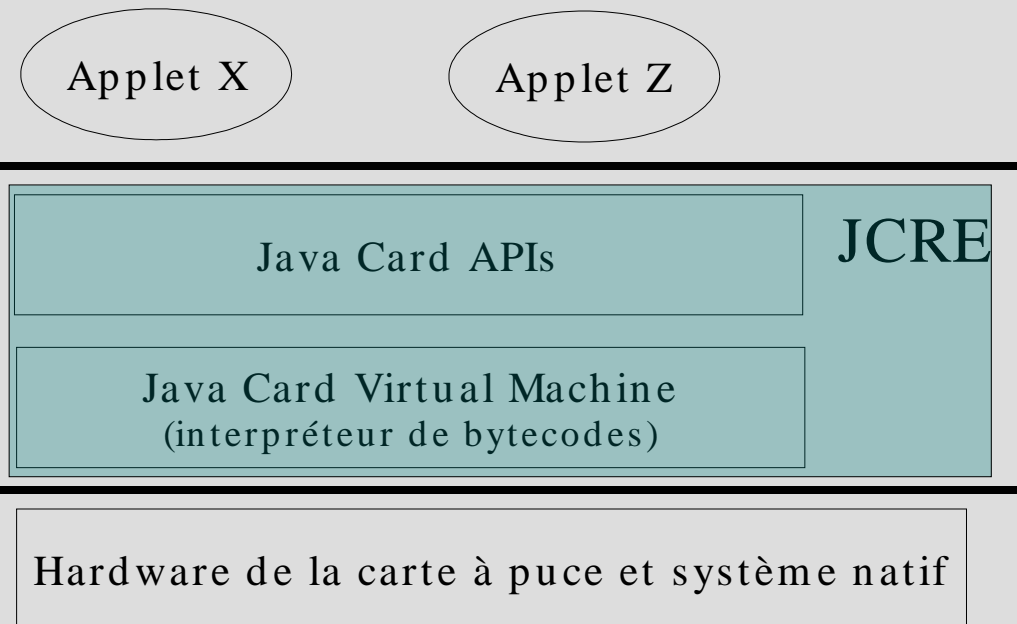 Applet X
Applet Z
Java Card APIs
JCRE
Java Card Virtual Machine
(interpréteur de bytecodes)
Hardware de la carte à puce et système natif